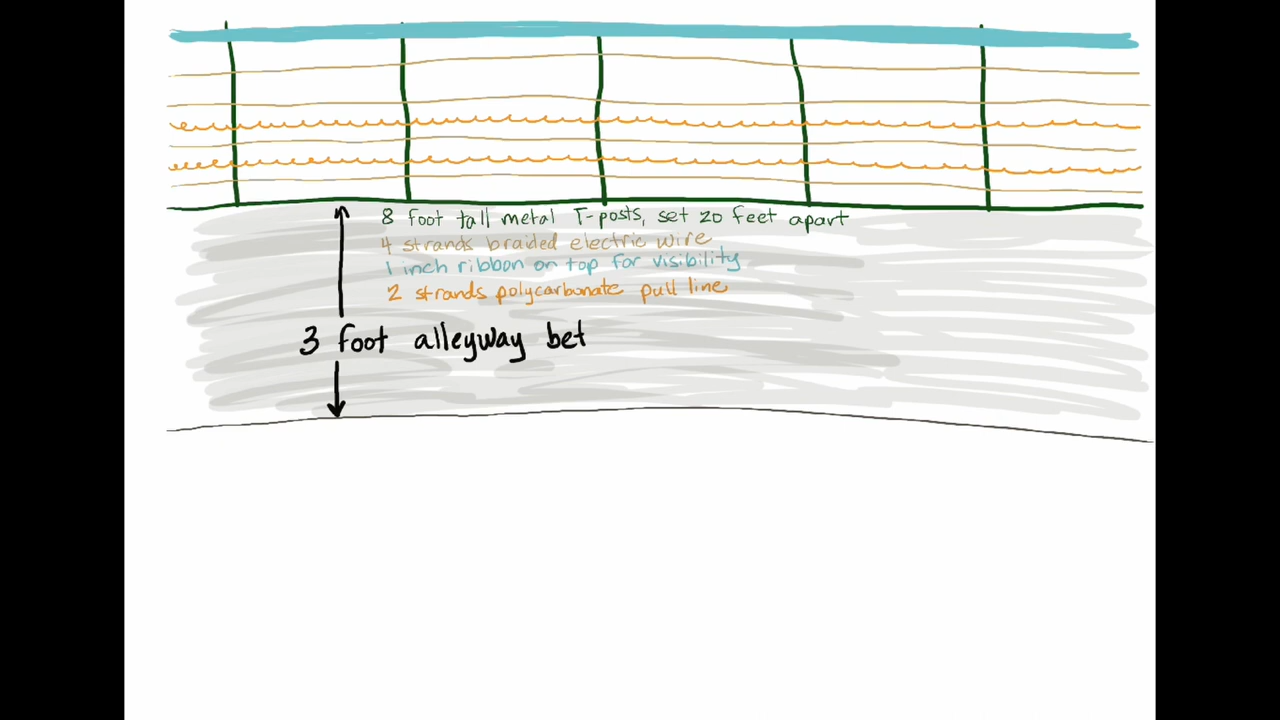 8 foot tall metal T-posts, set 20 feet apart
4 strands braided electric wire
1 inch ribbon on top for visibility
2 strands polycarbonate pull line
3 foot alleyway bet